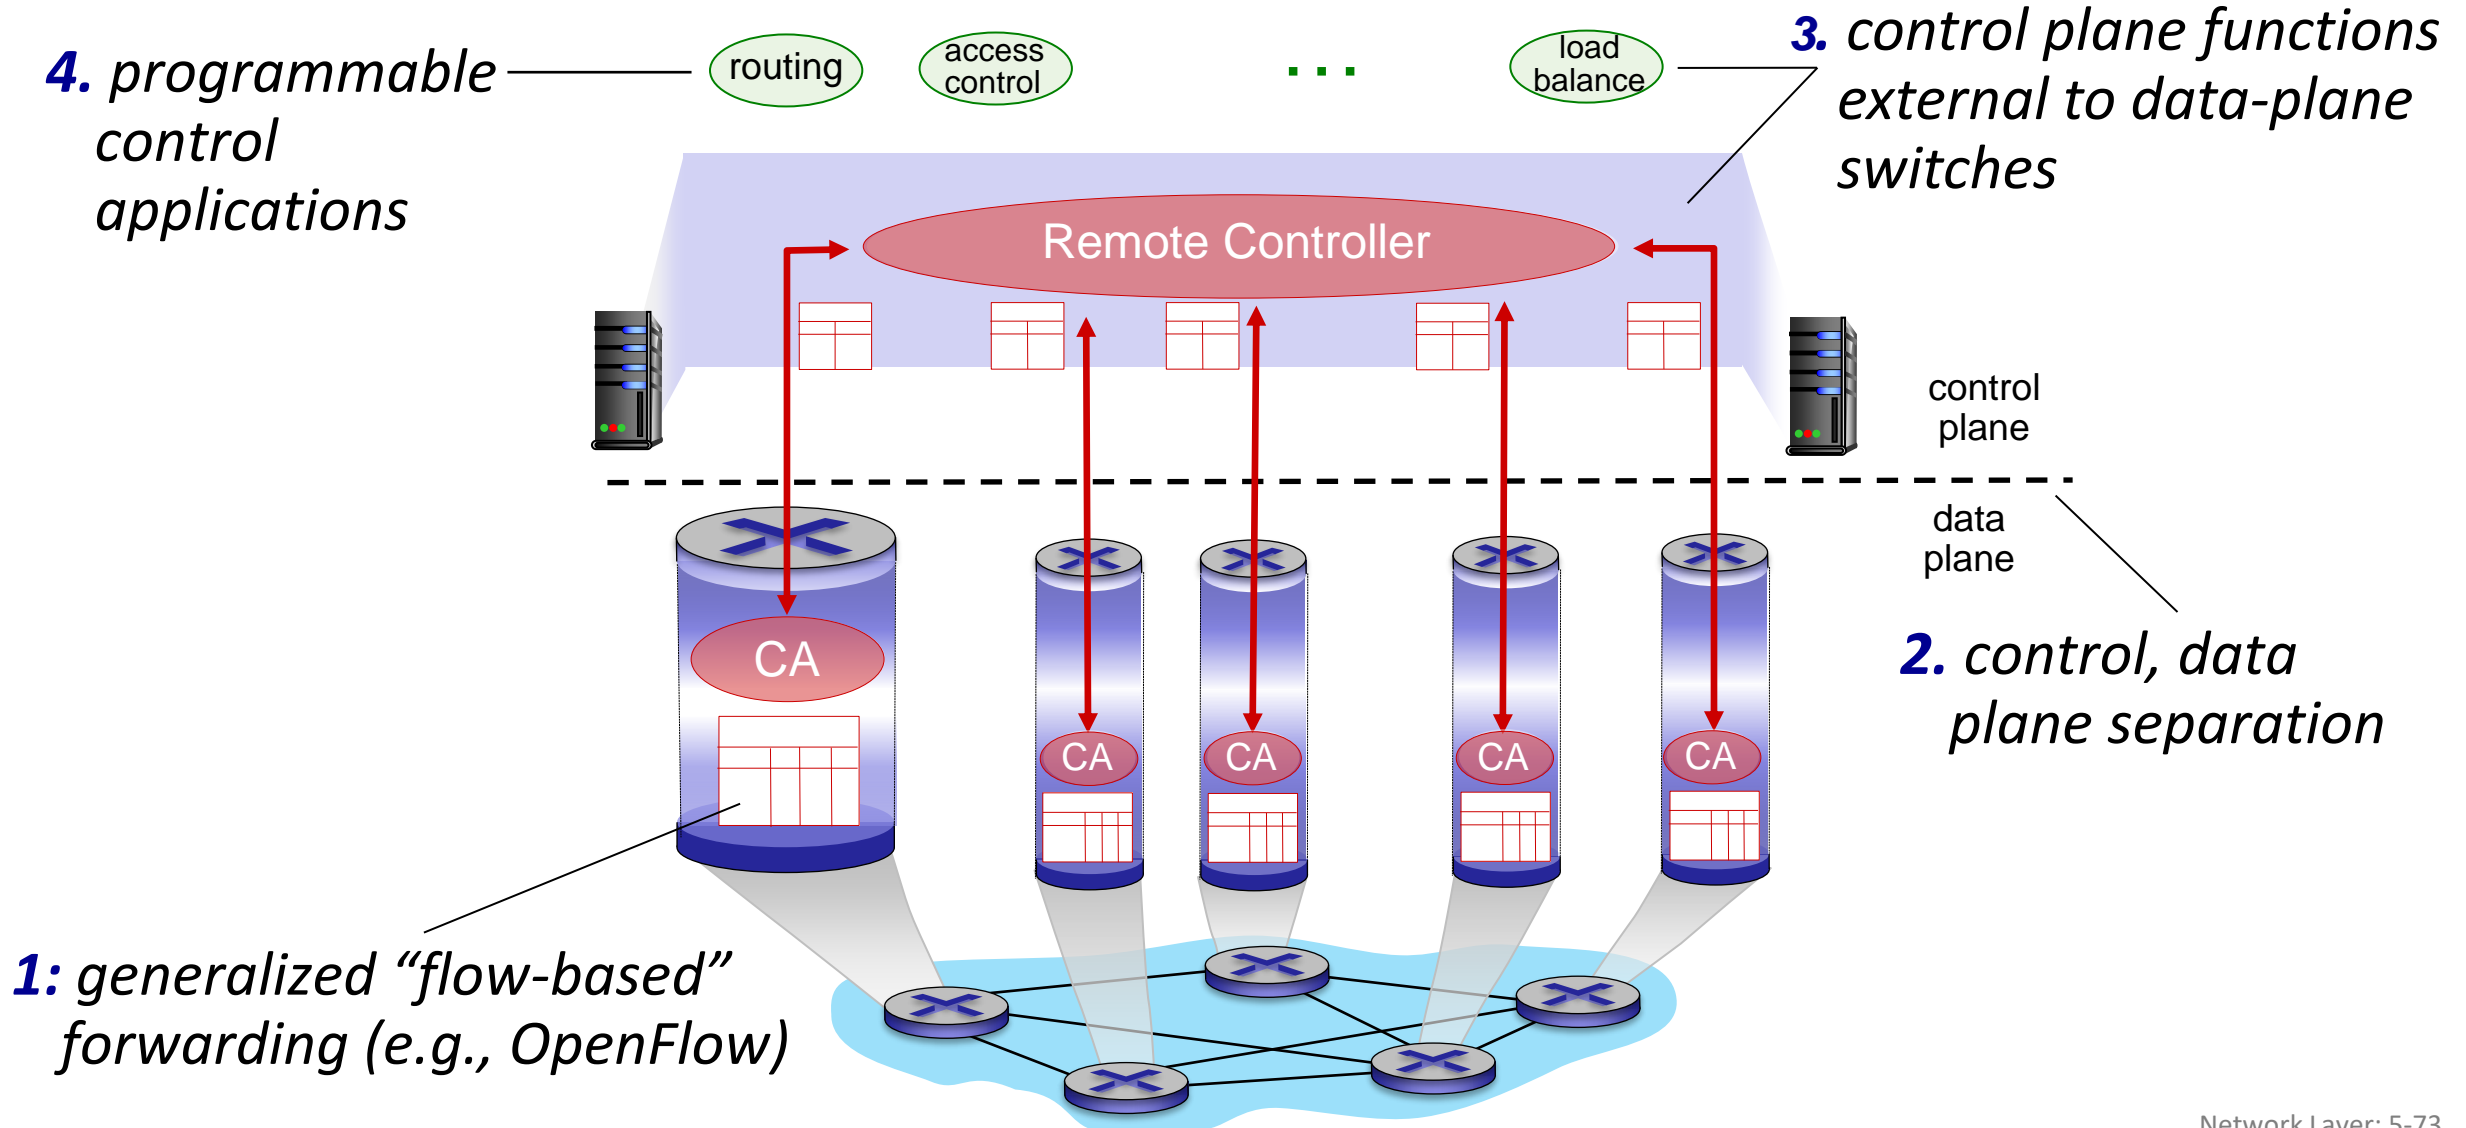 4. programmable
control
applications
routing
access
control
...
load
balance
3. control plane functions
external to data-plane
switches
Remote Controller
control
plane
data
plane
CA
CA
CA
CA
CA
2. control, data
plane separation
1: generalized “flow-based”
forwarding (e.g., OpenFlow)
Network Layer: 5-73